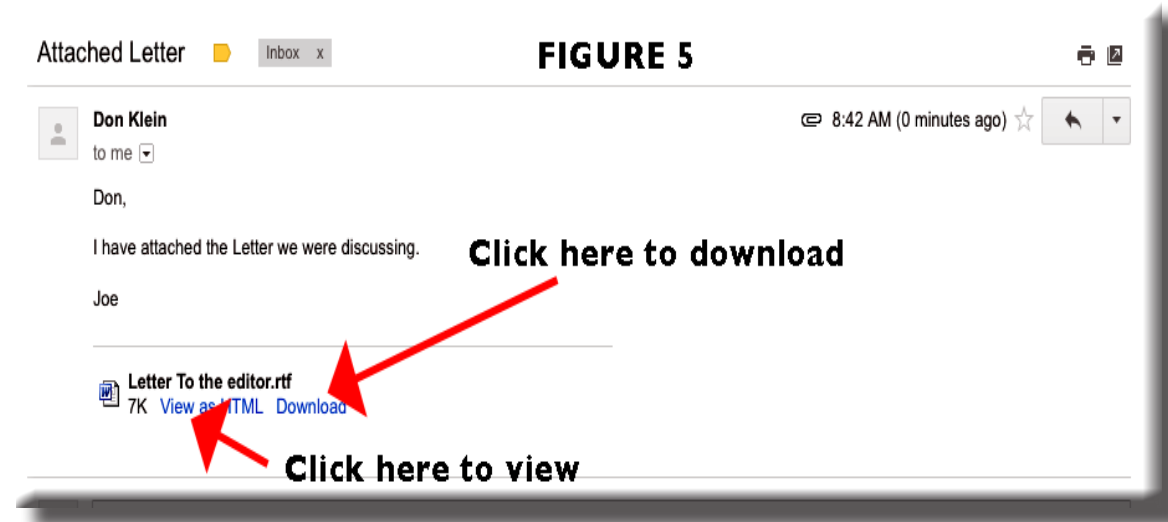 Attached Letter Inbox x FIGURE 5
Don Klein 8:42 AM (0 minutes ago)
to me
Don,
I have attached the Letter we were discussing.
Click here to download
Joe
Letter To the editor.rtf
7K View as HTML Download
Click here to view